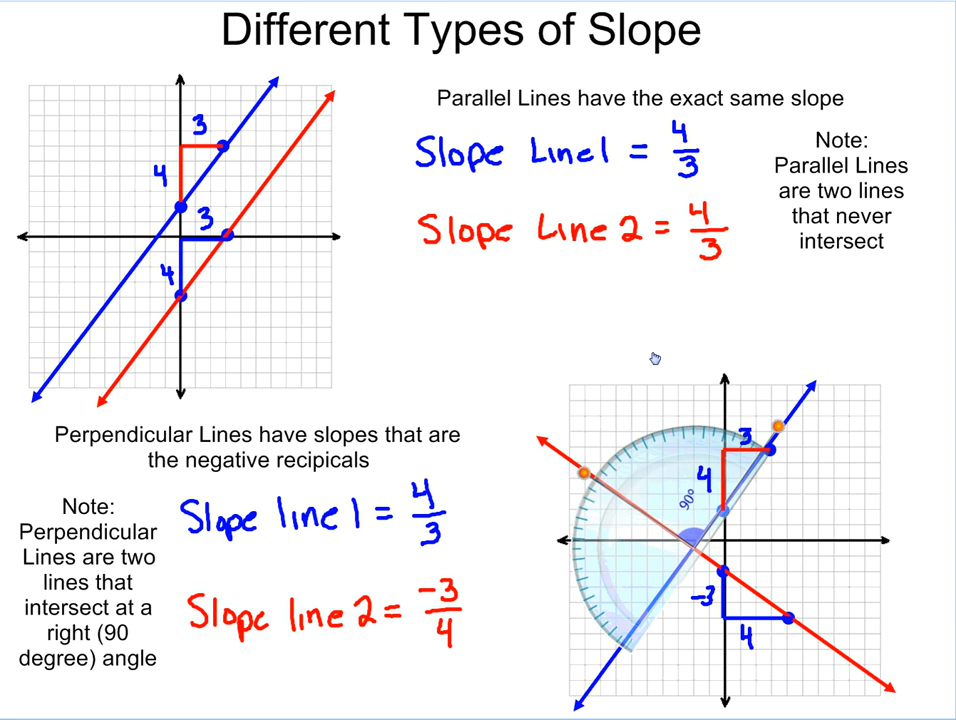 Different Types of Slope
Parallel Lines have the exact same slope
3
4
3
4
Slope Line 1 = 4/3
Slope Line 2 = 4/3
Note:
Parallel Lines
are two lines
that never
intersect
Perpendicular Lines have slopes that are
the negative recipicals
Note:
Perpendicular
Lines are two
lines that
intersect at a
right (90
degree) angle
Slope line 1 = 4/3
Slope line 2 = -3/4
3
4
90°
-3
4